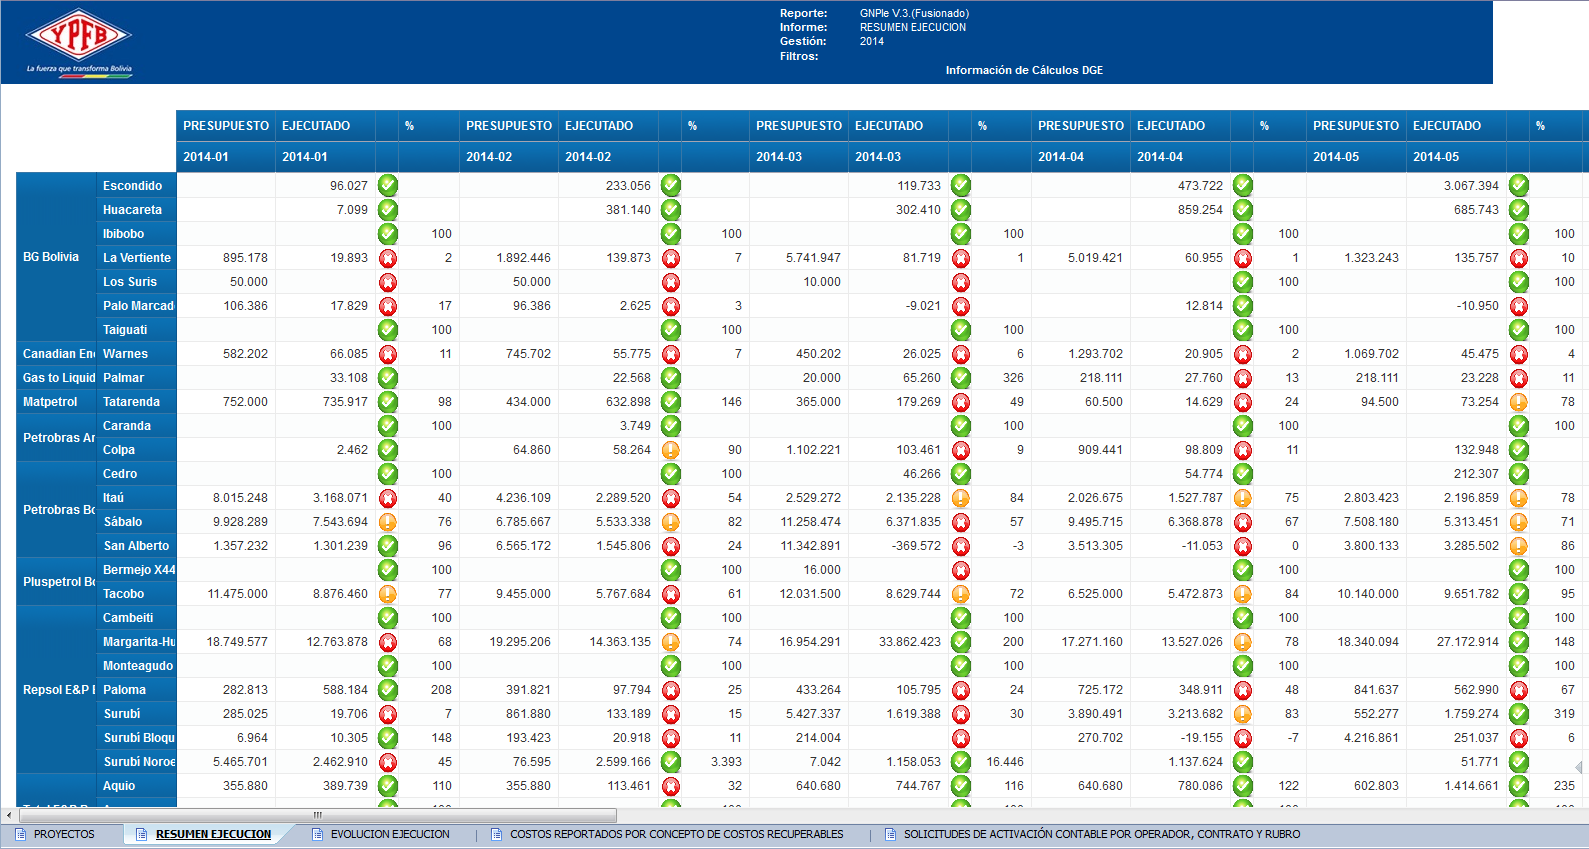 YPFB
La fuerza que transforma Bolivia
Reporte: GNPIe V.3.(Fusionado)
Informe: RESUMEN EJECUCION
Gestión: 2014
Filtros:
Información de Cálculos DGE
PRESUPUESTO EJECUTADO % PRESUPUESTO EJECUTADO % PRESUPUESTO EJECUTADO % PRESUPUESTO EJECUTADO % PRESUPUESTO EJECUTADO %
2014-01 2014-01 2014-02 2014-02 2014-03 2014-03 2014-04 2014-04 2014-05 2014-05
Escondido 96.027 233.056 119.733 473.722 3.067.394
Huacareta 7.099 381.140 302.410 859.254 685.743
Ibibobo 100 100 100 100 100
BG Bolivia La Vertiente 895.178 19.893 2 1.892.446 139.873 7 5.741.947 81.719 1 5.019.421 60.955 1 1.323.243 135.757 10
Los Suris 50.000 50.000 10.000 100 100
Palo Marcad 106.386 17.829 17 96.386 2.625 3 -9.021 12.814 -10.950
Taiguati 100 100 100 100 100
Canadian En Warnes 582.202 66.085 11 745.702 55.775 7 450.202 26.025 6 1.293.702 20.905 2 1.069.702 45.475 4
Gas to Liquid Palmar 33.108 22.568 20.000 65.260 326 218.111 27.760 13 218.111 23.228 11
Matpetrol Tatarenda 752.000 735.917 98 434.000 632.898 146 365.000 179.269 49 60.500 14.629 24 94.500 73.254 78
Petrobras Ar Caranda 100 3.749 100 100 100
Colpa 2.462 64.860 58.264 90 1.102.221 103.461 9 909.441 98.809 11 132.948
Cedro 100 100 46.266 54.774 212.307
Petrobras Bo Itaú 8.015.248 3.168.071 40 4.236.109 2.289.520 54 2.529.272 2.135.228 84 2.026.675 1.527.787 75 2.803.423 2.196.859 78
Sábalo 9.928.289 7.543.694 76 6.785.667 5.533.338 82 11.258.474 6.371.835 57 9.495.715 6.368.878 67 7.508.180 5.313.451 71
San Alberto 1.357.232 1.301.239 96 6.565.172 1.545.806 24 11.342.891 -369.572 -3 3.513.305 -11.053 0 3.800.133 3.285.502 86
Pluspetrol Bo Bermejo X44 100 100 16.000 100 100
Tacobo 11.475.000 8.876.460 77 9.455.000 5.767.684 61 12.031.500 8.629.744 72 6.525.000 5.472.873 84 10.140.000 9.651.782 95
Cambeiti 100 100 100 100 100
Margarita-Hu 18.749.577 12.763.878 68 19.295.206 14.363.135 74 16.954.291 33.862.423 200 17.271.160 13.527.026 78 18.340.094 27.172.914 148
Monteagudo 100 100 100 100 100
Repsol E&P Paloma 282.813 588.184 208 391.821 97.794 25 433.264 105.795 24 725.172 348.911 48 841.637 562.990 67
Surubí 285.025 19.706 7 861.880 133.189 15 5.427.337 1.619.388 30 3.890.491 3.213.682 83 552.277 1.759.274 319
Surubí Bloqu 6.964 10.305 148 193.423 20.918 11 214.004 270.702 -19.155 -7 4.216.861 251.037 6
Surubí Noroe 5.465.701 2.462.910 45 76.595 2.599.166 3.393 7.042 1.158.053 16.446 1.137.624 51.771
Aquio 355.880 389.739 110 355.880 113.461 32 640.680 744.767 116 640.680 780.086 122 602.803 1.414.661 235
PROYECTOS RESUMEN EJECUCION EVOLUCION EJECUCION COSTOS REPORTADOS POR CONCEPTO DE COSTOS RECUPERABLES SOLICITUDES DE ACTIVACIÓN CONTABLE POR OPERADOR, CONTRATO Y RUBRO